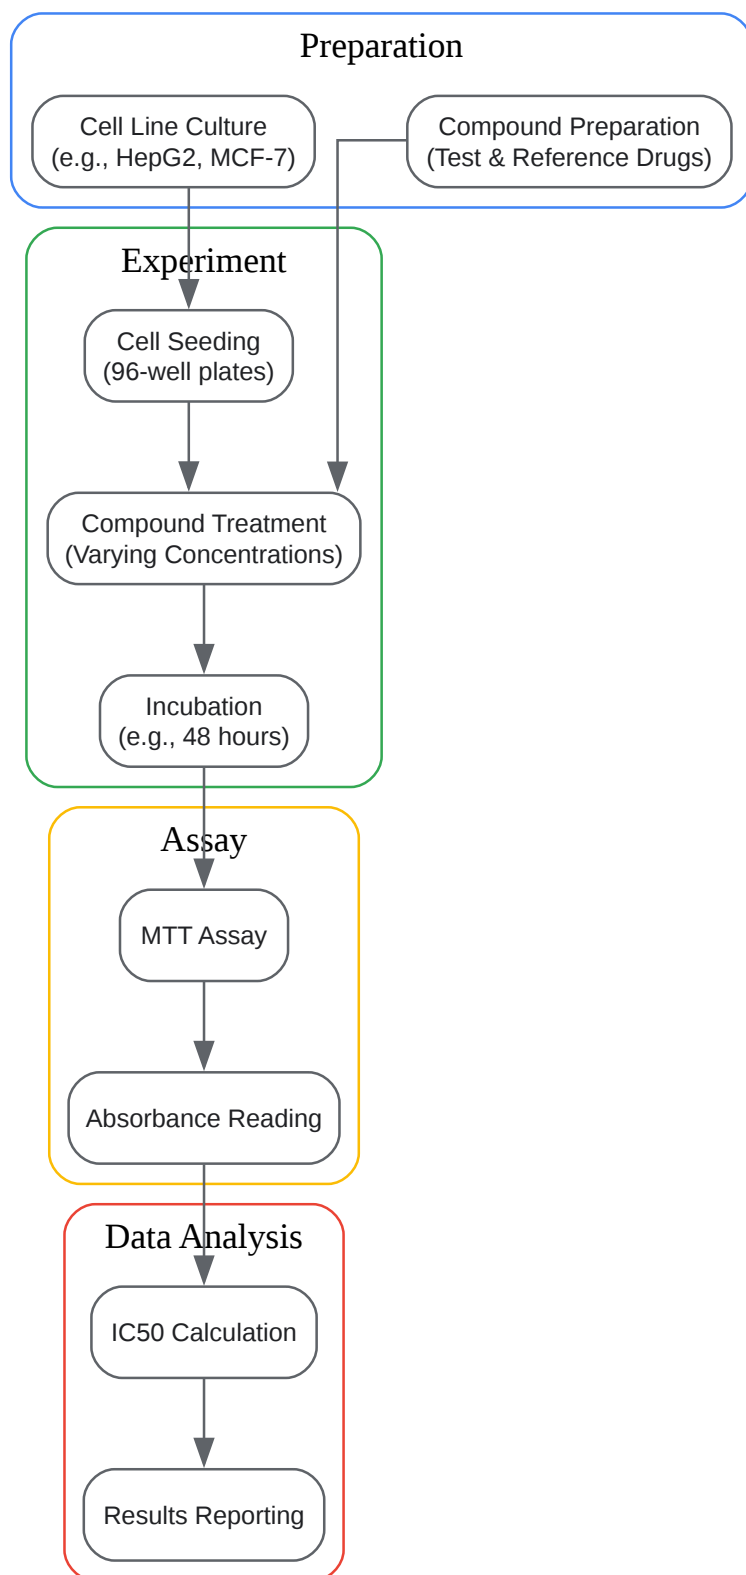 Preparation
Cell Line Culture
(e.g., HepG2, MCF-7)
Compound Preparation
(Test & Reference Drugs)
Experiment
Cell Seeding
(96-well plates)
Compound Treatment
(Varying Concentrations)
Incubation
(e.g., 48 hours)
Assay
MTT Assay
Absorbance Reading
Data Analysis
IC50 Calculation
Results Reporting